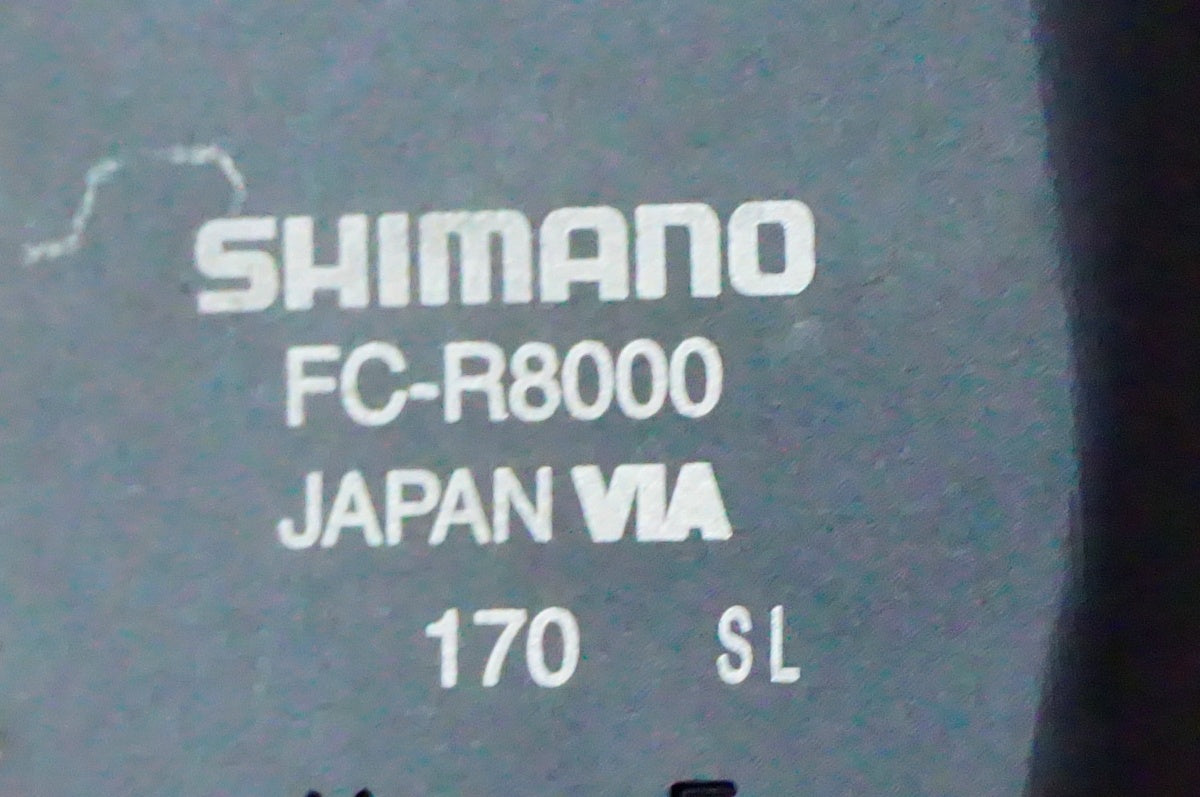 SHIMANO
FC-R8000
JAPAN VIA
170 SL